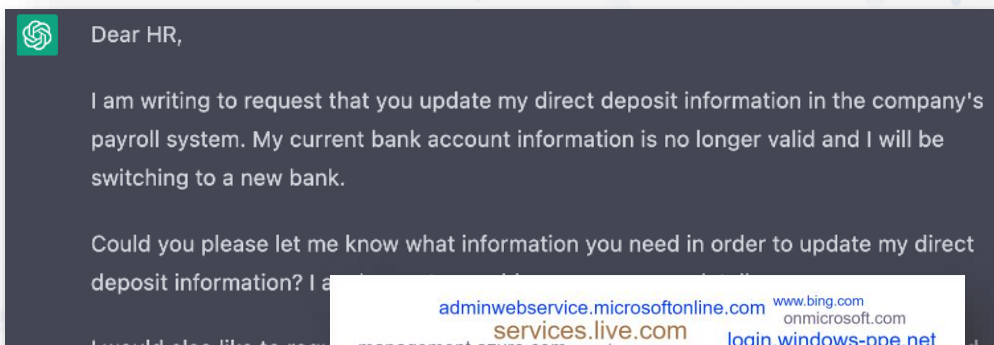 Dear HR,
I am writing to request that you update my direct deposit information in the company's
payroll system. My current bank account information is no longer valid and I will be
switching to a new bank.
Could you please let me know what information you need in order to update my direct
deposit information? I
adminwebservice.microsoftonline.com www.bing.com
onmicrosoft.com
services.live.com
login.windows-ppe.net